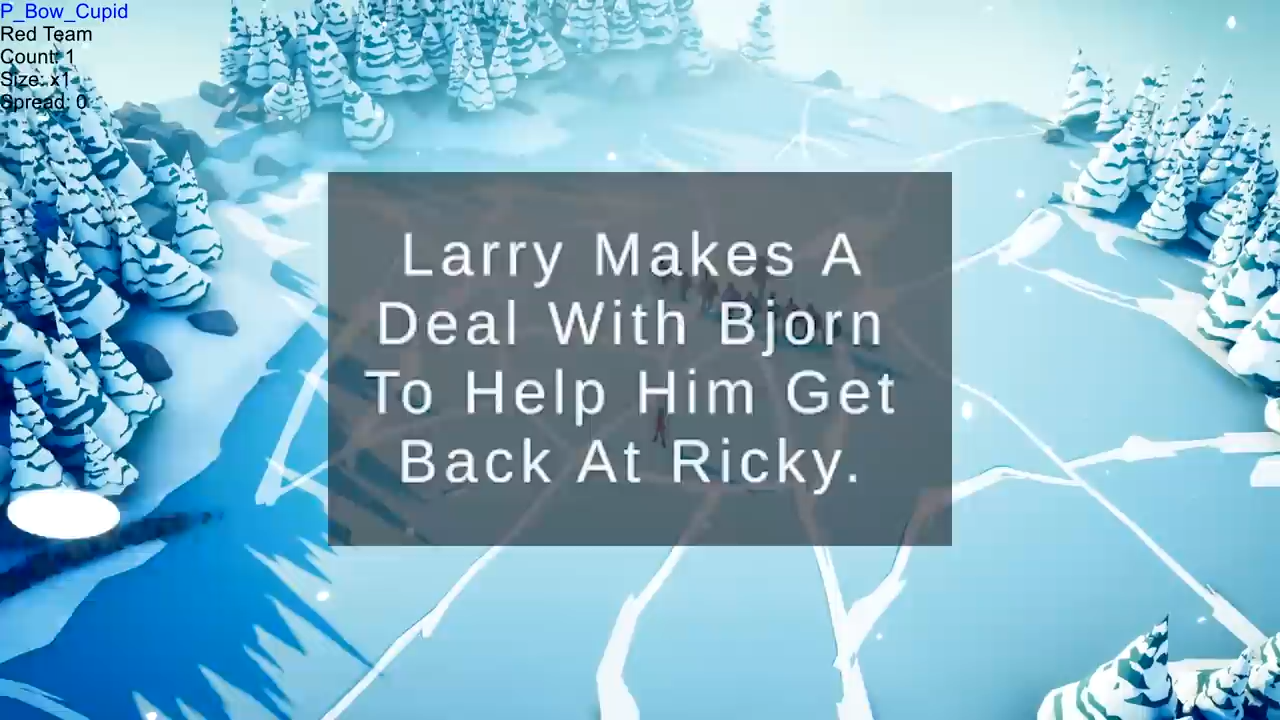 P_Bow_Cupid
Red Team
Count: 1
Size: x1
Spread: 0
Larry Makes A
Deal With Bjorn
To Help Him Get
Back At Ricky.